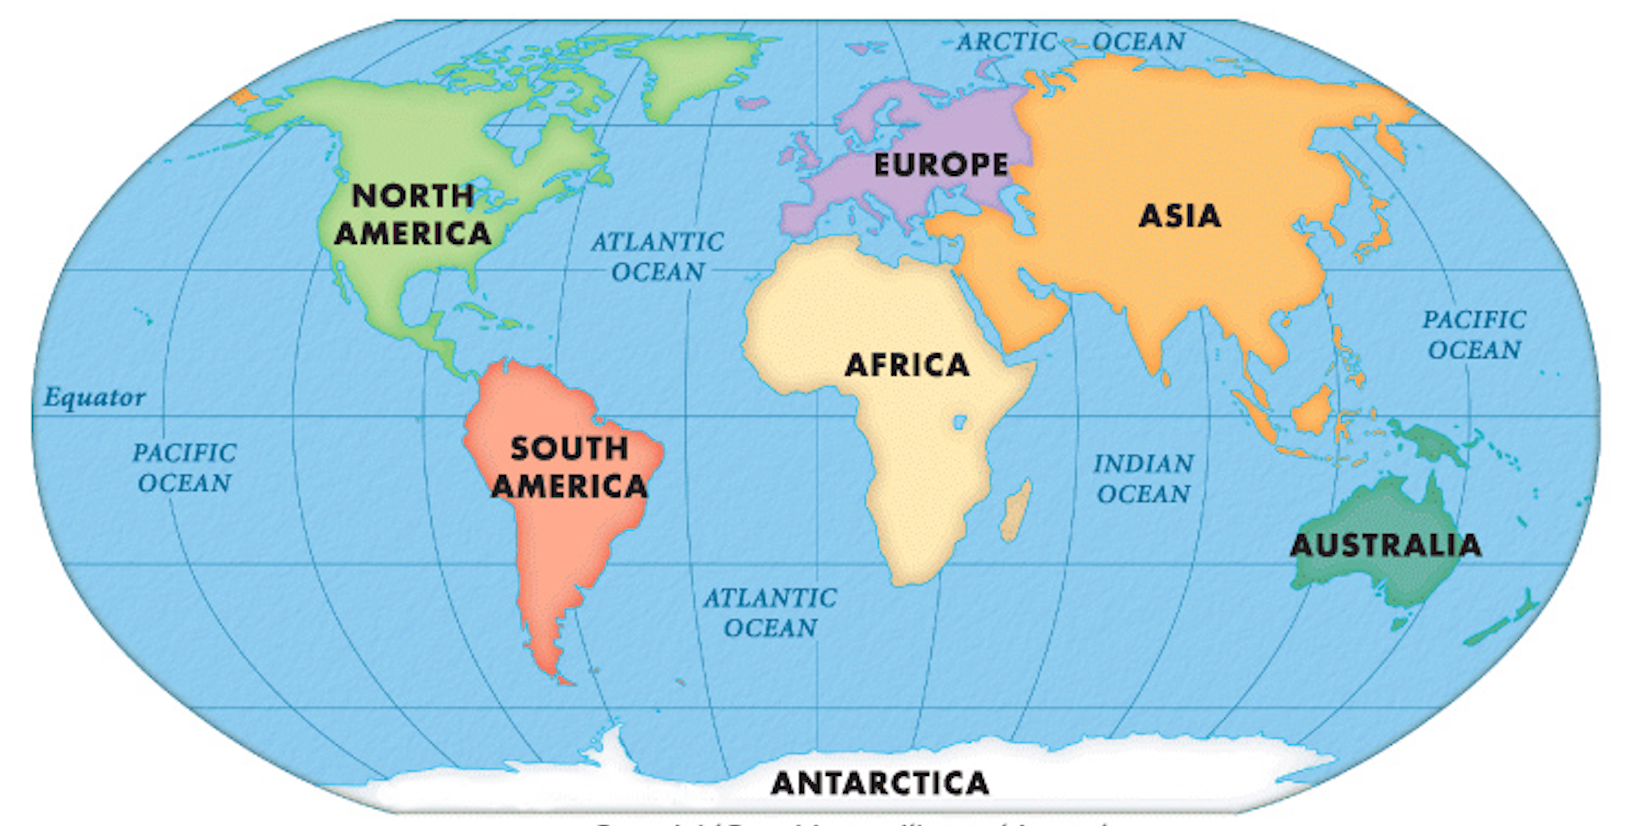 ARCTIC OCEAN
EUROPE
NORTH
AMERICA
ASIA
ATLANTIC
OCEAN
PACIFIC
OCEAN
AFRICA
Equator
SOUTH
AMERICA
PACIFIC
OCEAN
INDIAN
OCEAN
AUSTRALIA
ATLANTIC
OCEAN
ANTARCTICA